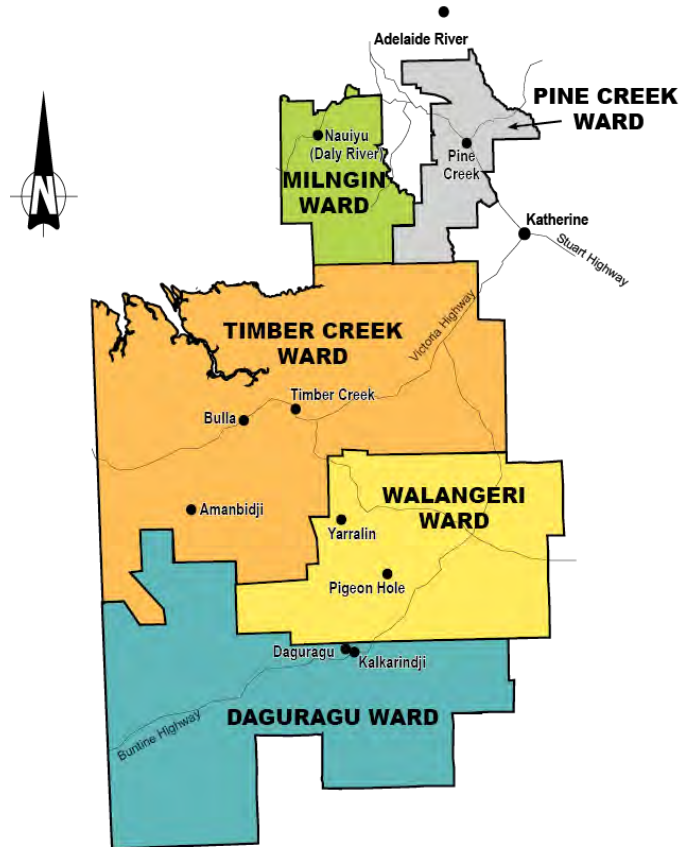 Adelaide River
PINE CREEK
WARD
Nauiyu
(Daly River)
Pine
Creek
MILNGIN
WARD
N
Katherine
Stuart Highway
TIMBER CREEK
WARD
Victoria Highway
Timber Creek
Bulla
WALANGERI
WARD
Amanbidji
Yarralin
Pigeon Hole
Daguragu
Kalkarindji
DAGURAGU WARD
Buntine Highway